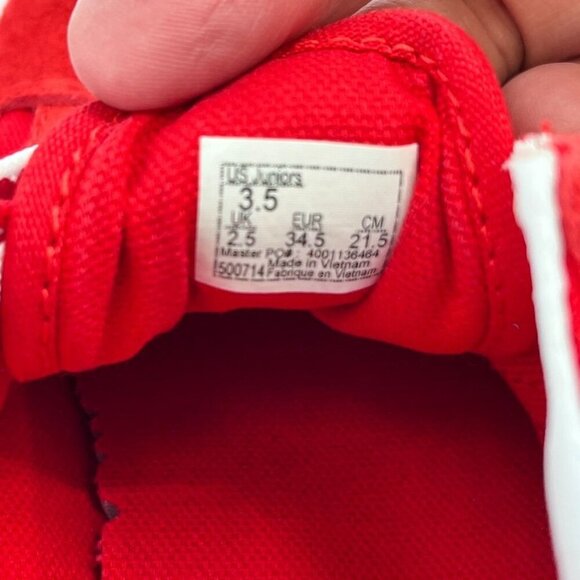 US Juniors
3.5
UK EUR CM
2.5 34.5 21.5
Master PO# : 4001136464
500714 Made in Vietnam
Fabrique en Vietnam